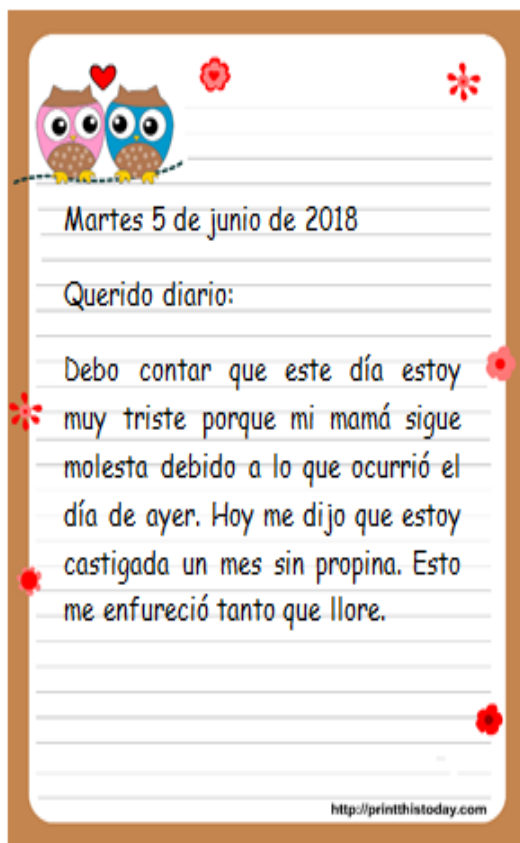 Martes 5 de junio de 2018
Querido diario:
Debo contar que este día estoy
muy triste porque mi mamá sigue
molesta debido a lo que ocurrió el
día de ayer. Hoy me dijo que estoy
castigada un mes sin propina. Esto
me enfureció tanto que llore.
http://printthistoday.com